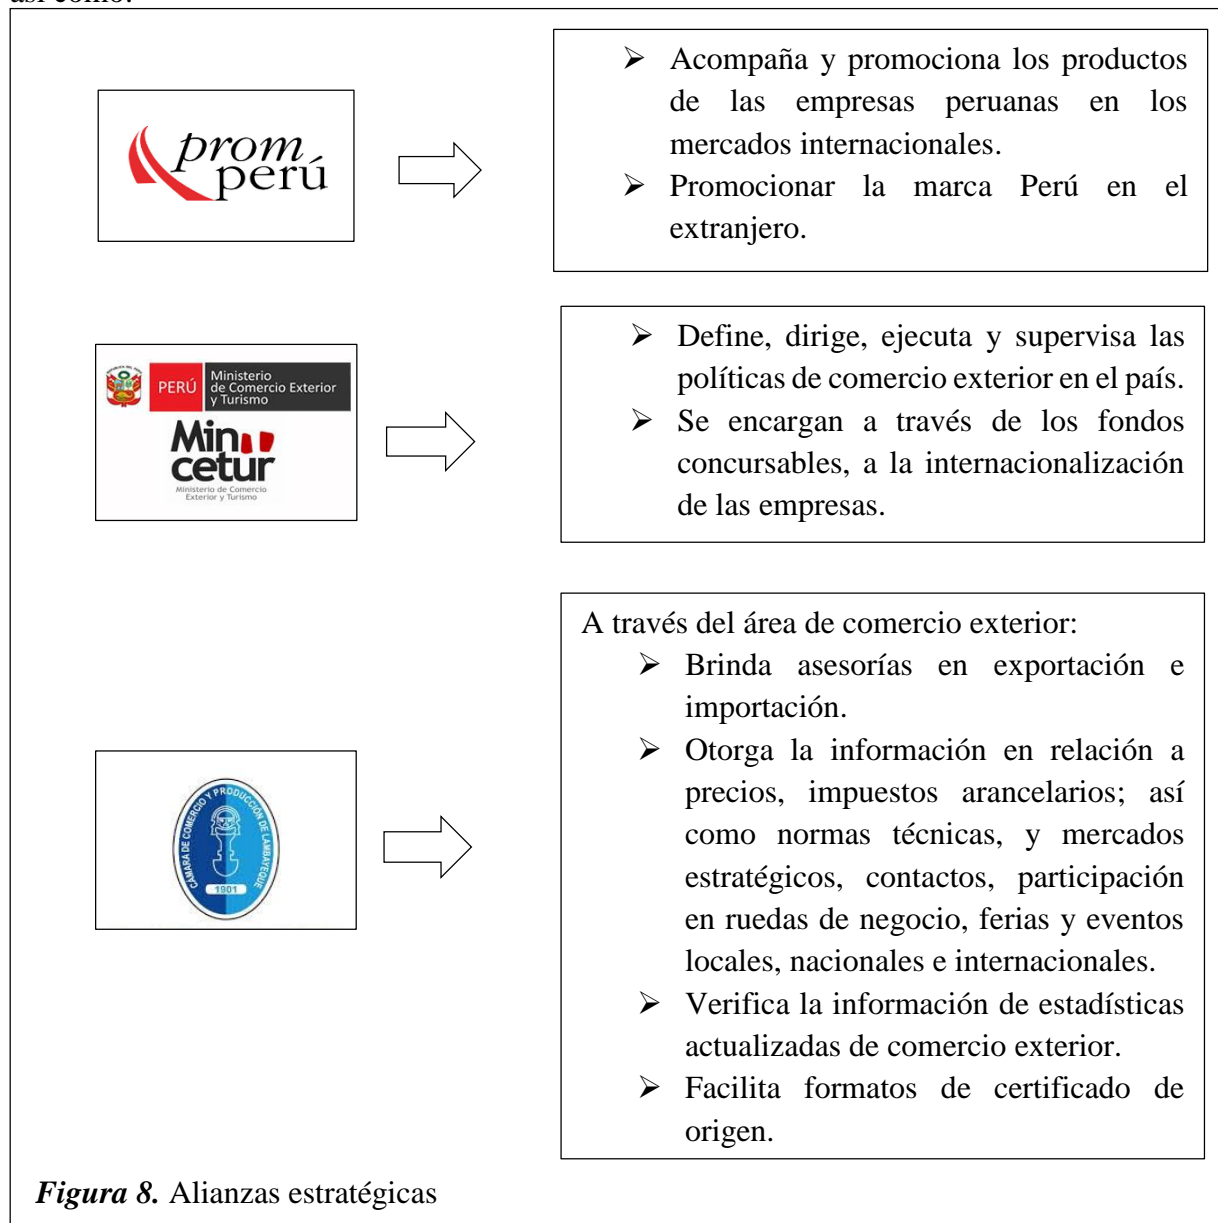 así como:
prom
perú
➤ Acompaña y promociona los productos
de las empresas peruanas en los
mercados internacionales.
➤ Promocionar la marca Perú en el
extranjero.
PERÚ
Ministerio
de Comercio Exterior
y Turismo
Min
cetur
Ministerio de Comercio
Exterior y Turismo
➤ Define, dirige, ejecuta y supervisa las
políticas de comercio exterior en el país.
➤ Se encargan a través de los fondos
concursables, a la internacionalización
de las empresas.
CÁMARA DE COMERCIO Y PRODUCCIÓN DE LAMBAYEQUE
1901
A través del área de comercio exterior:
➤ Brinda asesorías en exportación e
importación.
➤ Otorga la información en relación a
precios, impuestos arancelarios; así
como normas técnicas, y mercados
estratégicos, contactos, participación
en ruedas de negocio, ferias y eventos
locales, nacionales e internacionales.
➤ Verifica la información de estadísticas
actualizadas de comercio exterior.
➤ Facilita formatos de certificado de
origen.
Figura 8. Alianzas estratégicas